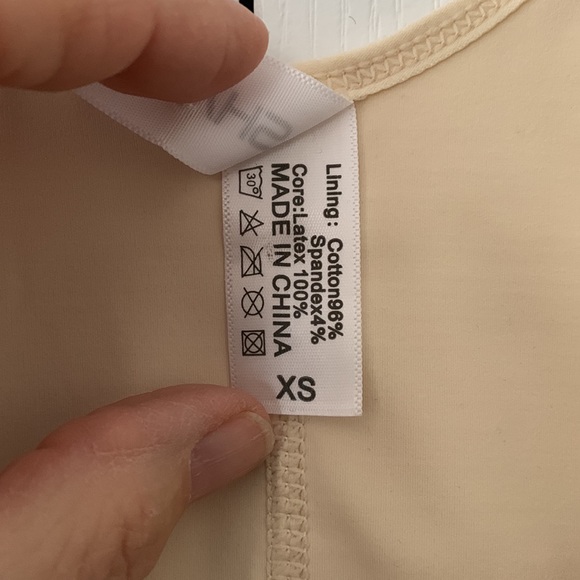 Lining: Cotton96%
Spandex4%
Core:Latex 100%
MADE IN CHINA
30°
XS